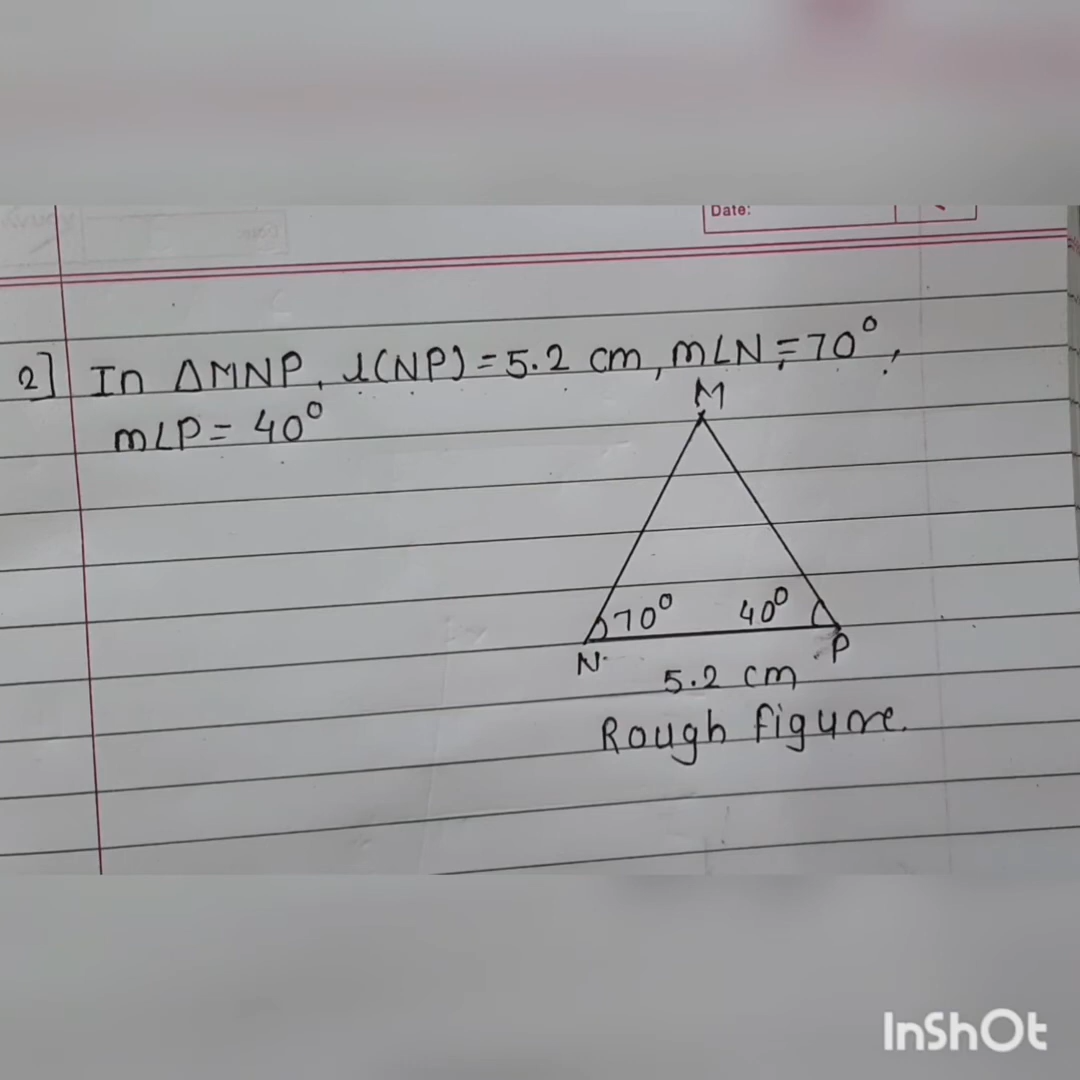 Date:
2] In ΔMNP, l(NP) = 5.2 cm, m∠N = 70°,
m∠P = 40°
M
70° 40°
N P
5.2 cm
Rough figure.
InShOt